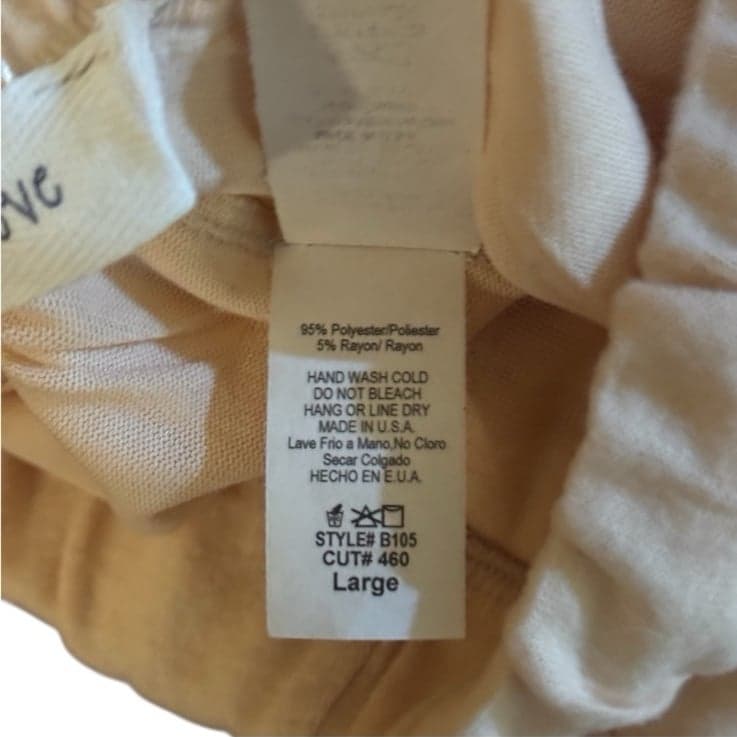 ove
95% Polyester/Poliester
5% Rayon/ Rayon
HAND WASH COLD
DO NOT BLEACH
HANG OR LINE DRY
MADE IN U.S.A.
Lave Frio a Mano,No Cloro
Secar Colgado
HECHO EN E.U.A.
STYLE# B105
CUT# 460
Large